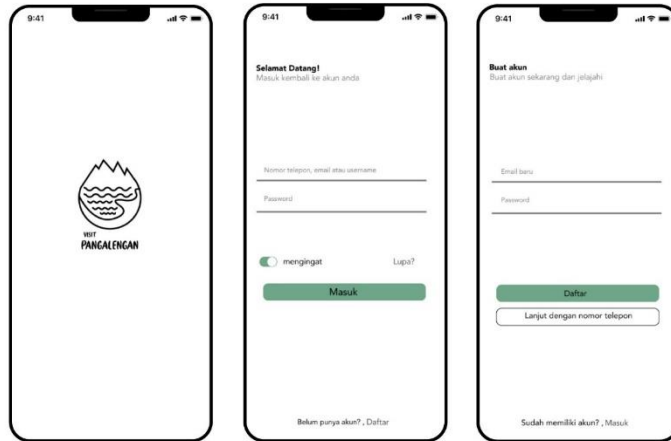 9:41
VISIT
PANGALENGAN
9:41
Selamat Datang!
Masuk kembali ke akun anda
Nomor telepon, email atau username
Password
mengingat
Lupa?
Masuk
Belum punya akun? , Daftar
9:41
Buat akun
Buat akun sekarang dan jelajahi
Email baru
Password
Daftar
Lanjut dengan nomor telepon
Sudah memiliki akun? , Masuk